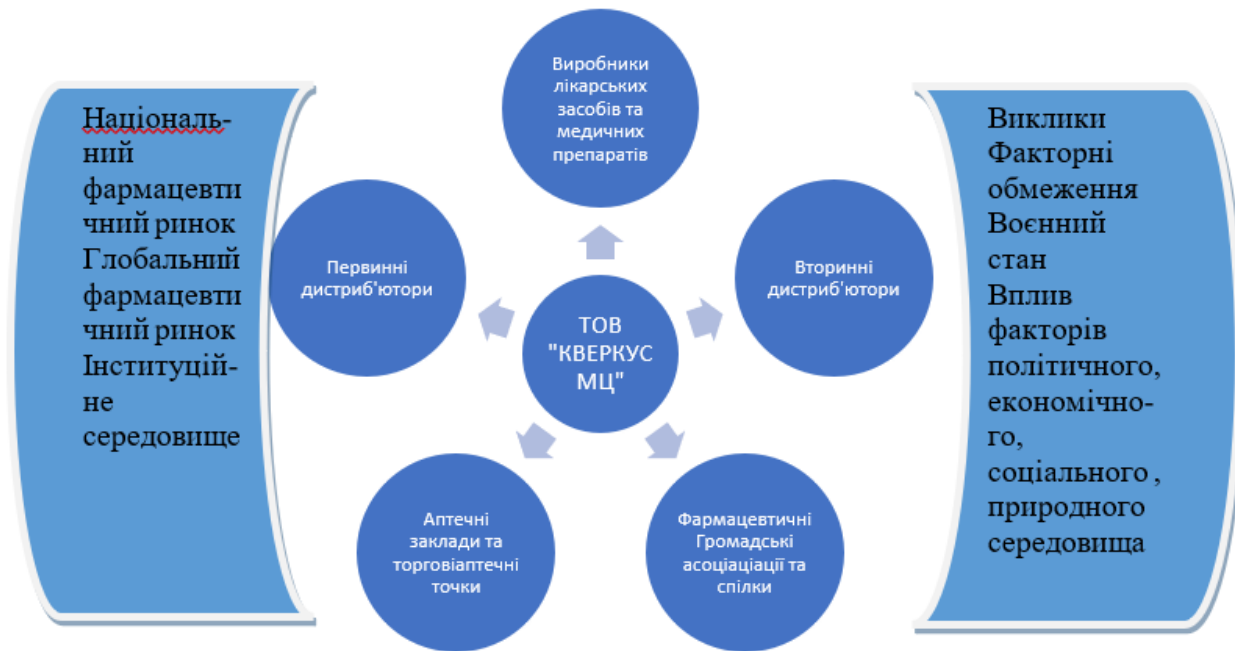 Виробники
лікарських
засобів та
медичних
препаратів
Національ-
ний
фармацевти
чний ринок
Глобальний
фармацевти
чний ринок
Інституцій-
не
середовище
Первинні
дистриб'ютори
ТОВ
"КВЕРКУС
МЦ"
Вторинні
дистриб'ютори
Аптечні
заклади та
торговіаптечні
точки
Фармацевтичні
Громадські
асоціаціації та
спілки
Виклики
Факторні
обмеження
Воєнний
стан
Вплив
факторів
політичного,
економічно-
го,
соціального ,
природного
середовища